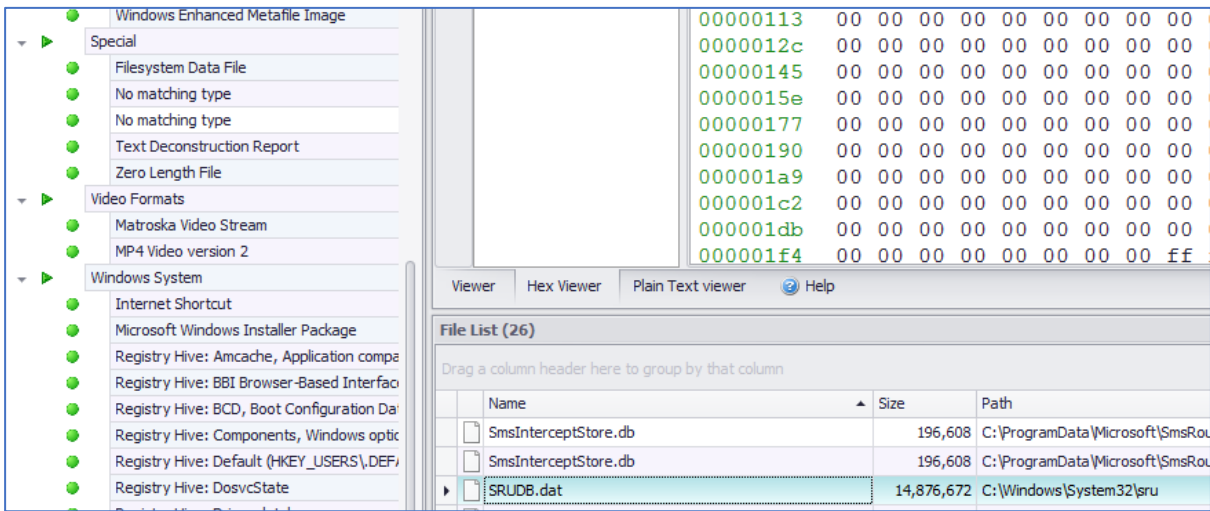 Windows Enhanced Metafile Image
Special
Filesystem Data File
No matching type
No matching type
Text Deconstruction Report
Zero Length File
Video Formats
Matroska Video Stream
MP4 Video version 2
Windows System
Internet Shortcut
Microsoft Windows Installer Package
Registry Hive: Amcache, Application compa
Registry Hive: BBI Browser-Based Interfac
Registry Hive: BCD, Boot Configuration Da
Registry Hive: Components, Windows optic
Registry Hive: Default (HKEY_USERS\.DEF
Registry Hive: DosvcState
00000113 00 00 00 00 00 00 00 00 00
0000012c 00 00 00 00 00 00 00 00 00
00000145 00 00 00 00 00 00 00 00 00
0000015e 00 00 00 00 00 00 00 00 00
00000177 00 00 00 00 00 00 00 00 00
00000190 00 00 00 00 00 00 00 00 00
000001a9 00 00 00 00 00 00 00 00 00
000001c2 00 00 00 00 00 00 00 00 00
000001db 00 00 00 00 00 00 00 00 00
000001f4 00 00 00 00 00 00 00 00 ff
Viewer Hex Viewer Plain Text viewer Help
File List (26)
Drag a column header here to group by that column
Name Size Path
SmsInterceptStore.db 196,608 C:\ProgramData\Microsoft\SmsRou
SmsInterceptStore.db 196,608 C:\ProgramData\Microsoft\SmsRou
SRUDB.dat 14,876,672 C:\Windows\System32\sru